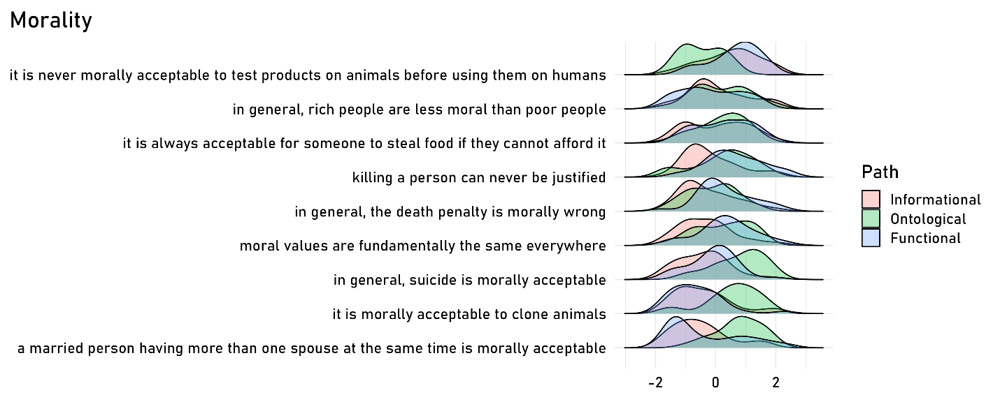 Morality
it is never morally acceptable to test products on animals before using them on humans
in general, rich people are less moral than poor people
it is always acceptable for someone to steal food if they cannot afford it
killing a person can never be justified
in general, the death penalty is morally wrong
moral values are fundamentally the same everywhere
in general, suicide is morally acceptable
it is morally acceptable to clone animals
a married person having more than one spouse at the same time is morally acceptable
-2 0 2
Path
Informational
Ontological
Functional